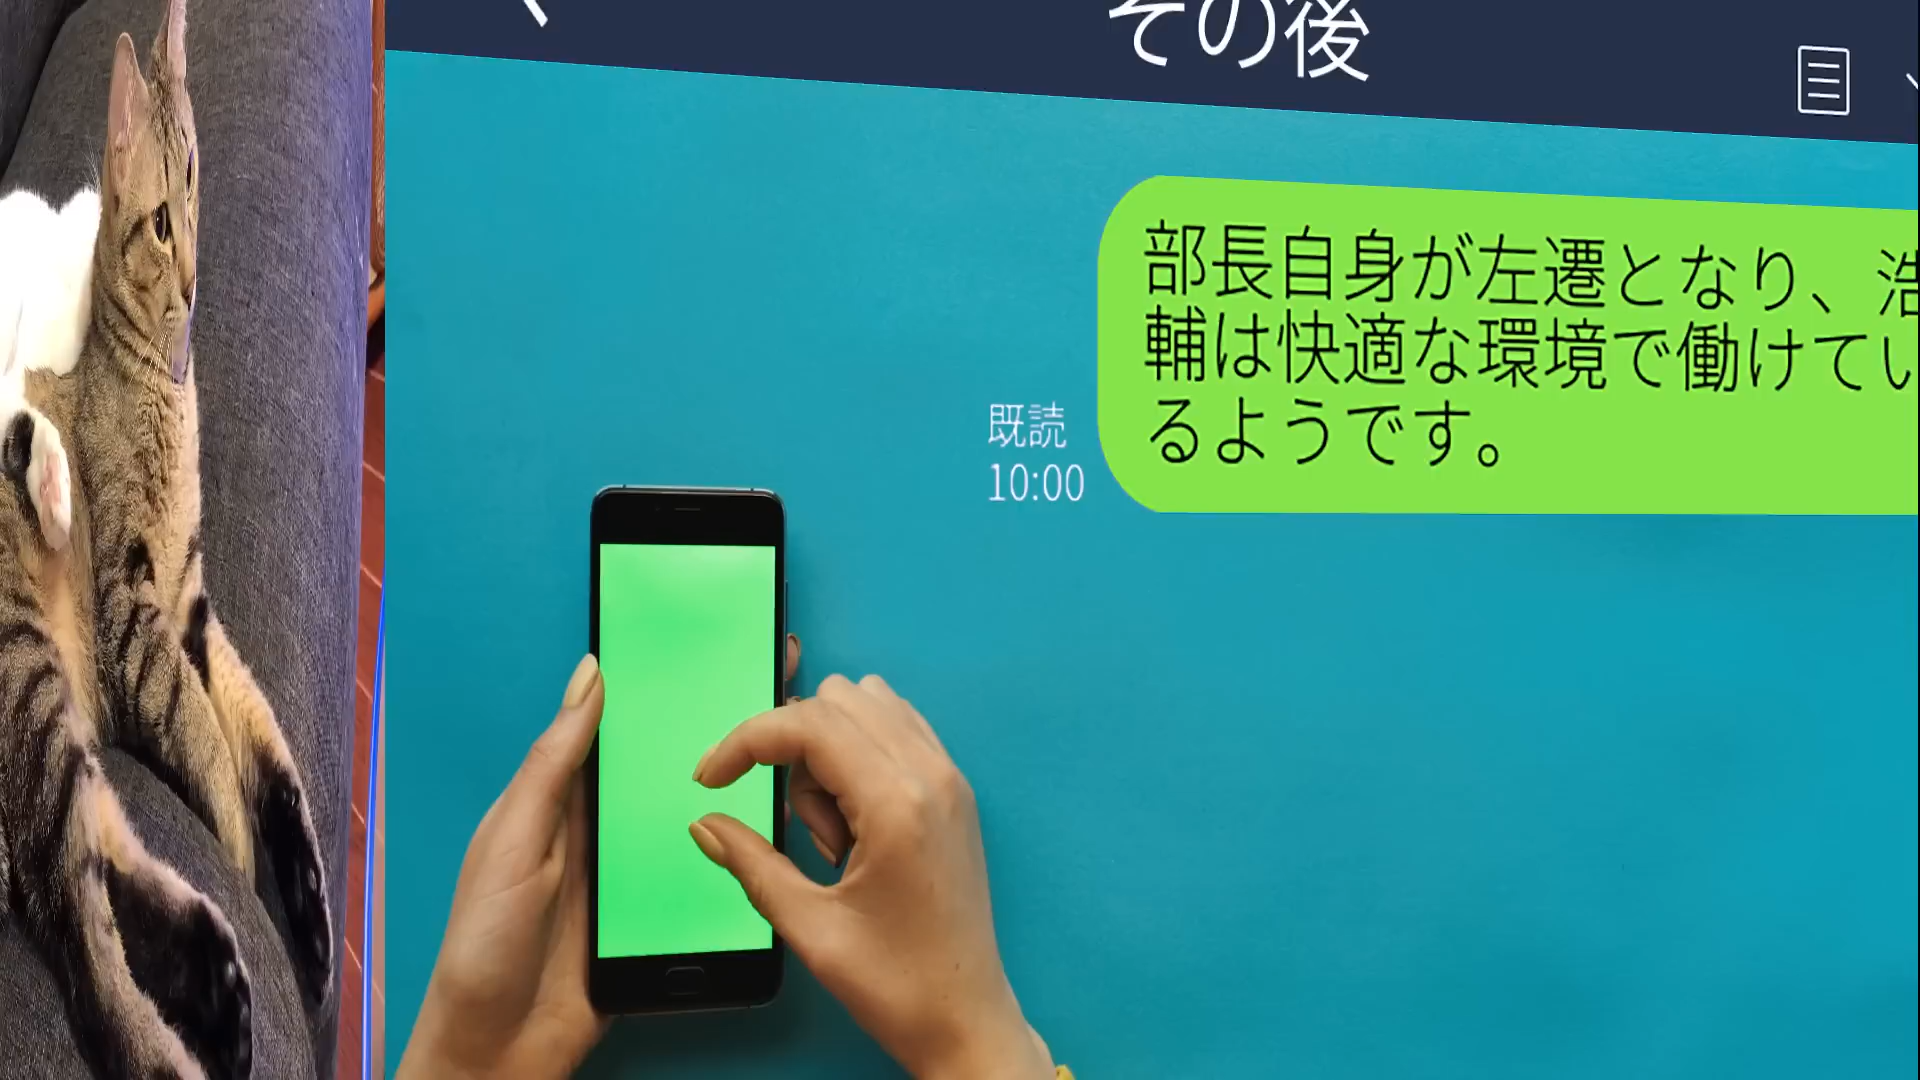 その後
部長自身が左遷となり、浩
輔は快適な環境で働けてい
るようです。
既読
10:00